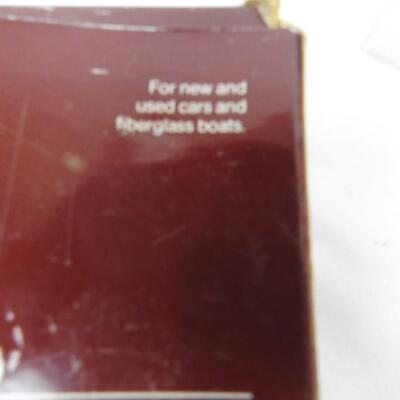 For new and
used cars and
fiberglass boats.